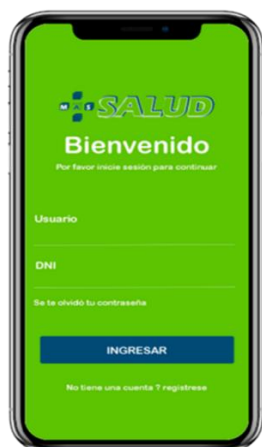 MAS SALUD
Bienvenido
Por favor inicie sesión para continuar
Usuario
DNI
Se te olvidó tu contraseña
INGRESAR
No tiene una cuenta ? registrese